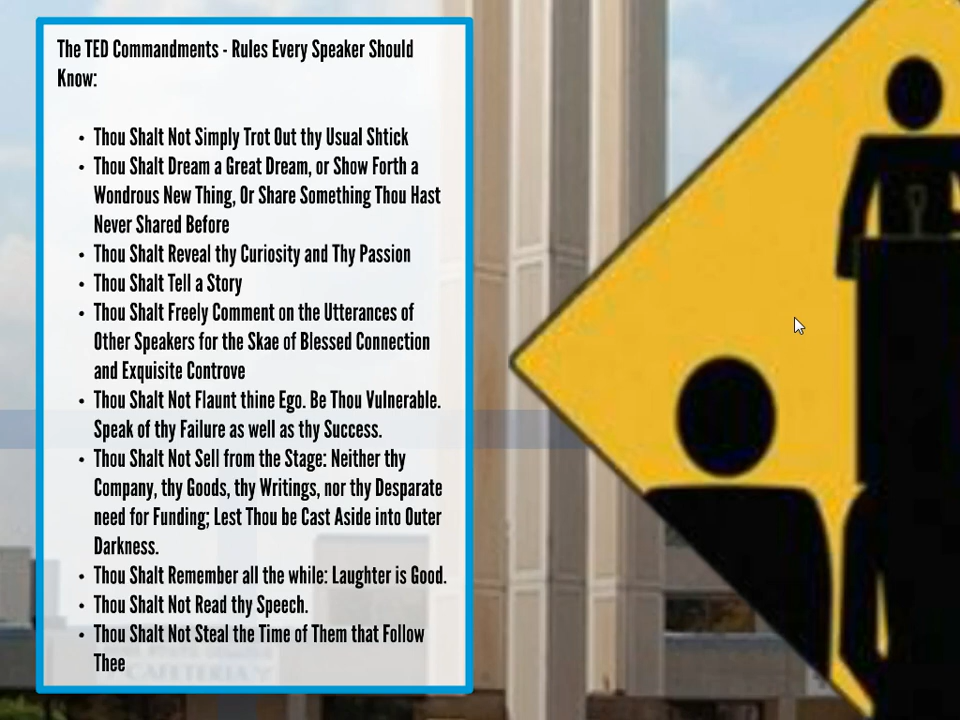 The TED Commandments - Rules Every Speaker Should
Know:
• Thou Shalt Not Simply Trot Out thy Usual Shtick
• Thou Shalt Dream a Great Dream, or Show Forth a
Wondrous New Thing, Or Share Something Thou Hast
Never Shared Before
• Thou Shalt Reveal thy Curiosity and Thy Passion
• Thou Shalt Tell a Story
• Thou Shalt Freely Comment on the Utterances of
Other Speakers for the Skae of Blessed Connection
and Exquisite Controve
• Thou Shalt Not Flaunt thine Ego. Be Thou Vulnerable.
Speak of thy Failure as well as thy Success.
• Thou Shalt Not Sell from the Stage: Neither thy
Company, thy Goods, thy Writings, nor thy Desparate
need for Funding; Lest Thou be Cast Aside into Outer
Darkness.
• Thou Shalt Remember all the while: Laughter is Good.
• Thou Shalt Not Read thy Speech.
• Thou Shalt Not Steal the Time of Them that Follow
Thee
CAFETERIA